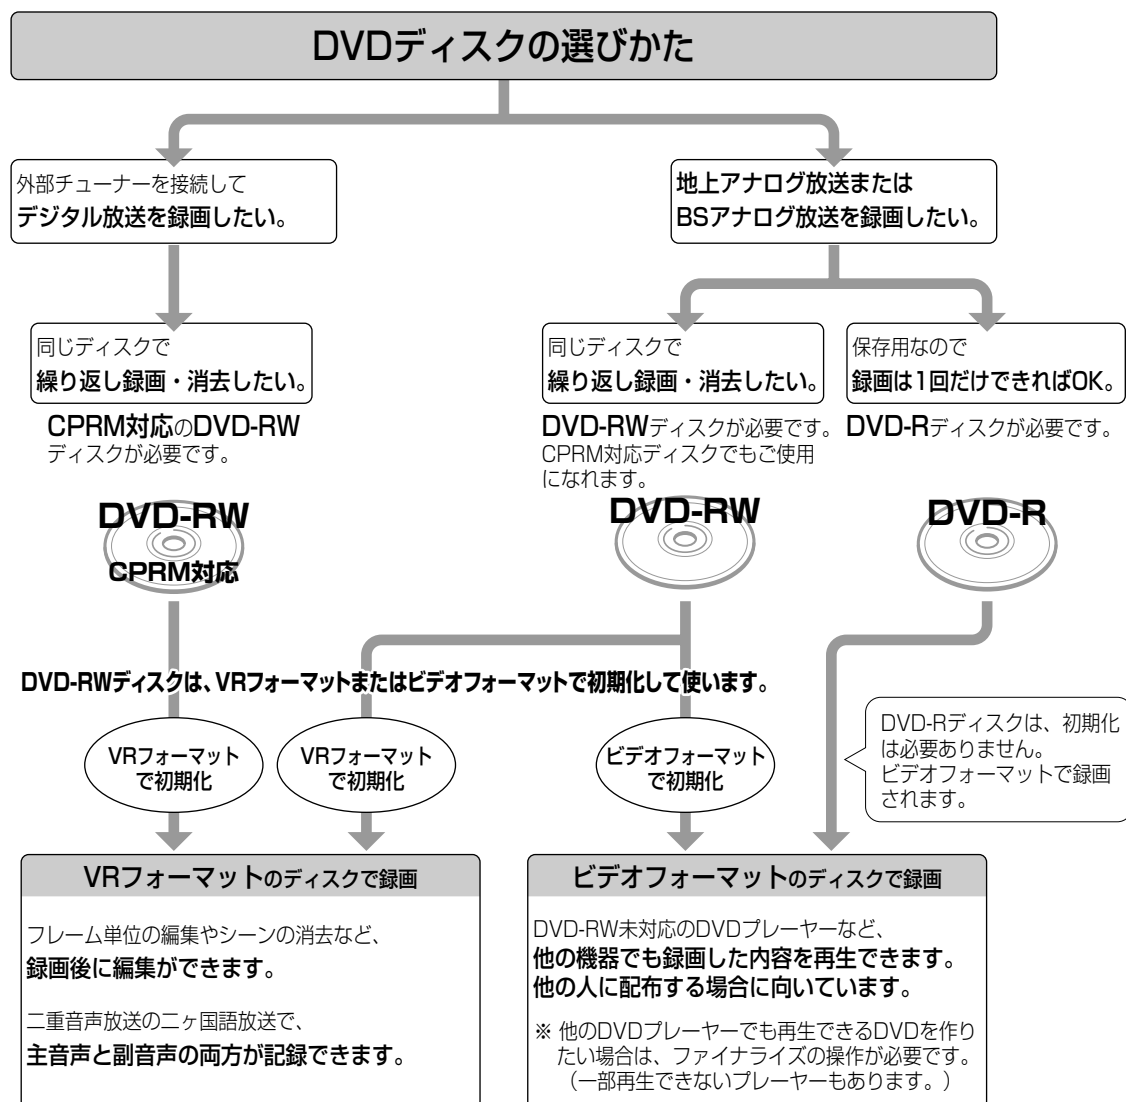 DVDディスクの選びかた
外部チューナーを接続して
デジタル放送を録画したい。
地上アナログ放送または
BSアナログ放送を録画したい。
同じディスクで
繰り返し録画・消去したい。
CPRM対応のDVD-RW
ディスクが必要です。
同じディスクで
繰り返し録画・消去したい。
DVD-RWディスクが必要です。
CPRM対応ディスクでもご使用
になれます。
保存用なので
録画は1回だけできればOK。
DVD-Rディスクが必要です。
DVD-RW
CPRM対応
DVD-RW
DVD-R
DVD-RWディスクは、VRフォーマットまたはビデオフォーマットで初期化して使います。
VRフォーマット
で初期化
VRフォーマット
で初期化
ビデオフォーマット
で初期化
DVD-Rディスクは、初期化
は必要ありません。
ビデオフォーマットで録画
されます。
VRフォーマットのディスクで録画
フレーム単位の編集やシーンの消去など、
録画後に編集ができます。
二重音声放送の二ヶ国語放送で、
主音声と副音声の両方が記録できます。
ビデオフォーマットのディスクで録画
DVD-RW未対応のDVDプレーヤーなど、
他の機器でも録画した内容を再生できます。
他の人に配布する場合に向いています。
※ 他のDVDプレーヤーでも再生できるDVDを作り
たい場合は、ファイナライズの操作が必要です。
（一部再生できないプレーヤーもあります。）